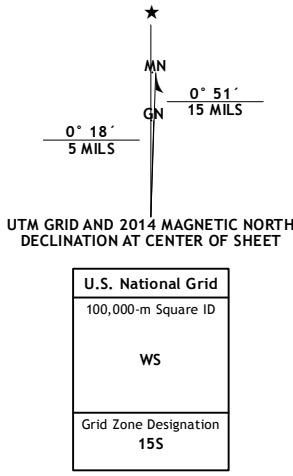 ★
MN
0° 51´
15 MILS
GN
0° 18´
5 MILS
UTM GRID AND 2014 MAGNETIC NORTH
DECLINATION AT CENTER OF SHEET
U.S. National Grid
100,000-m Square ID
WS
Grid Zone Designation
15S